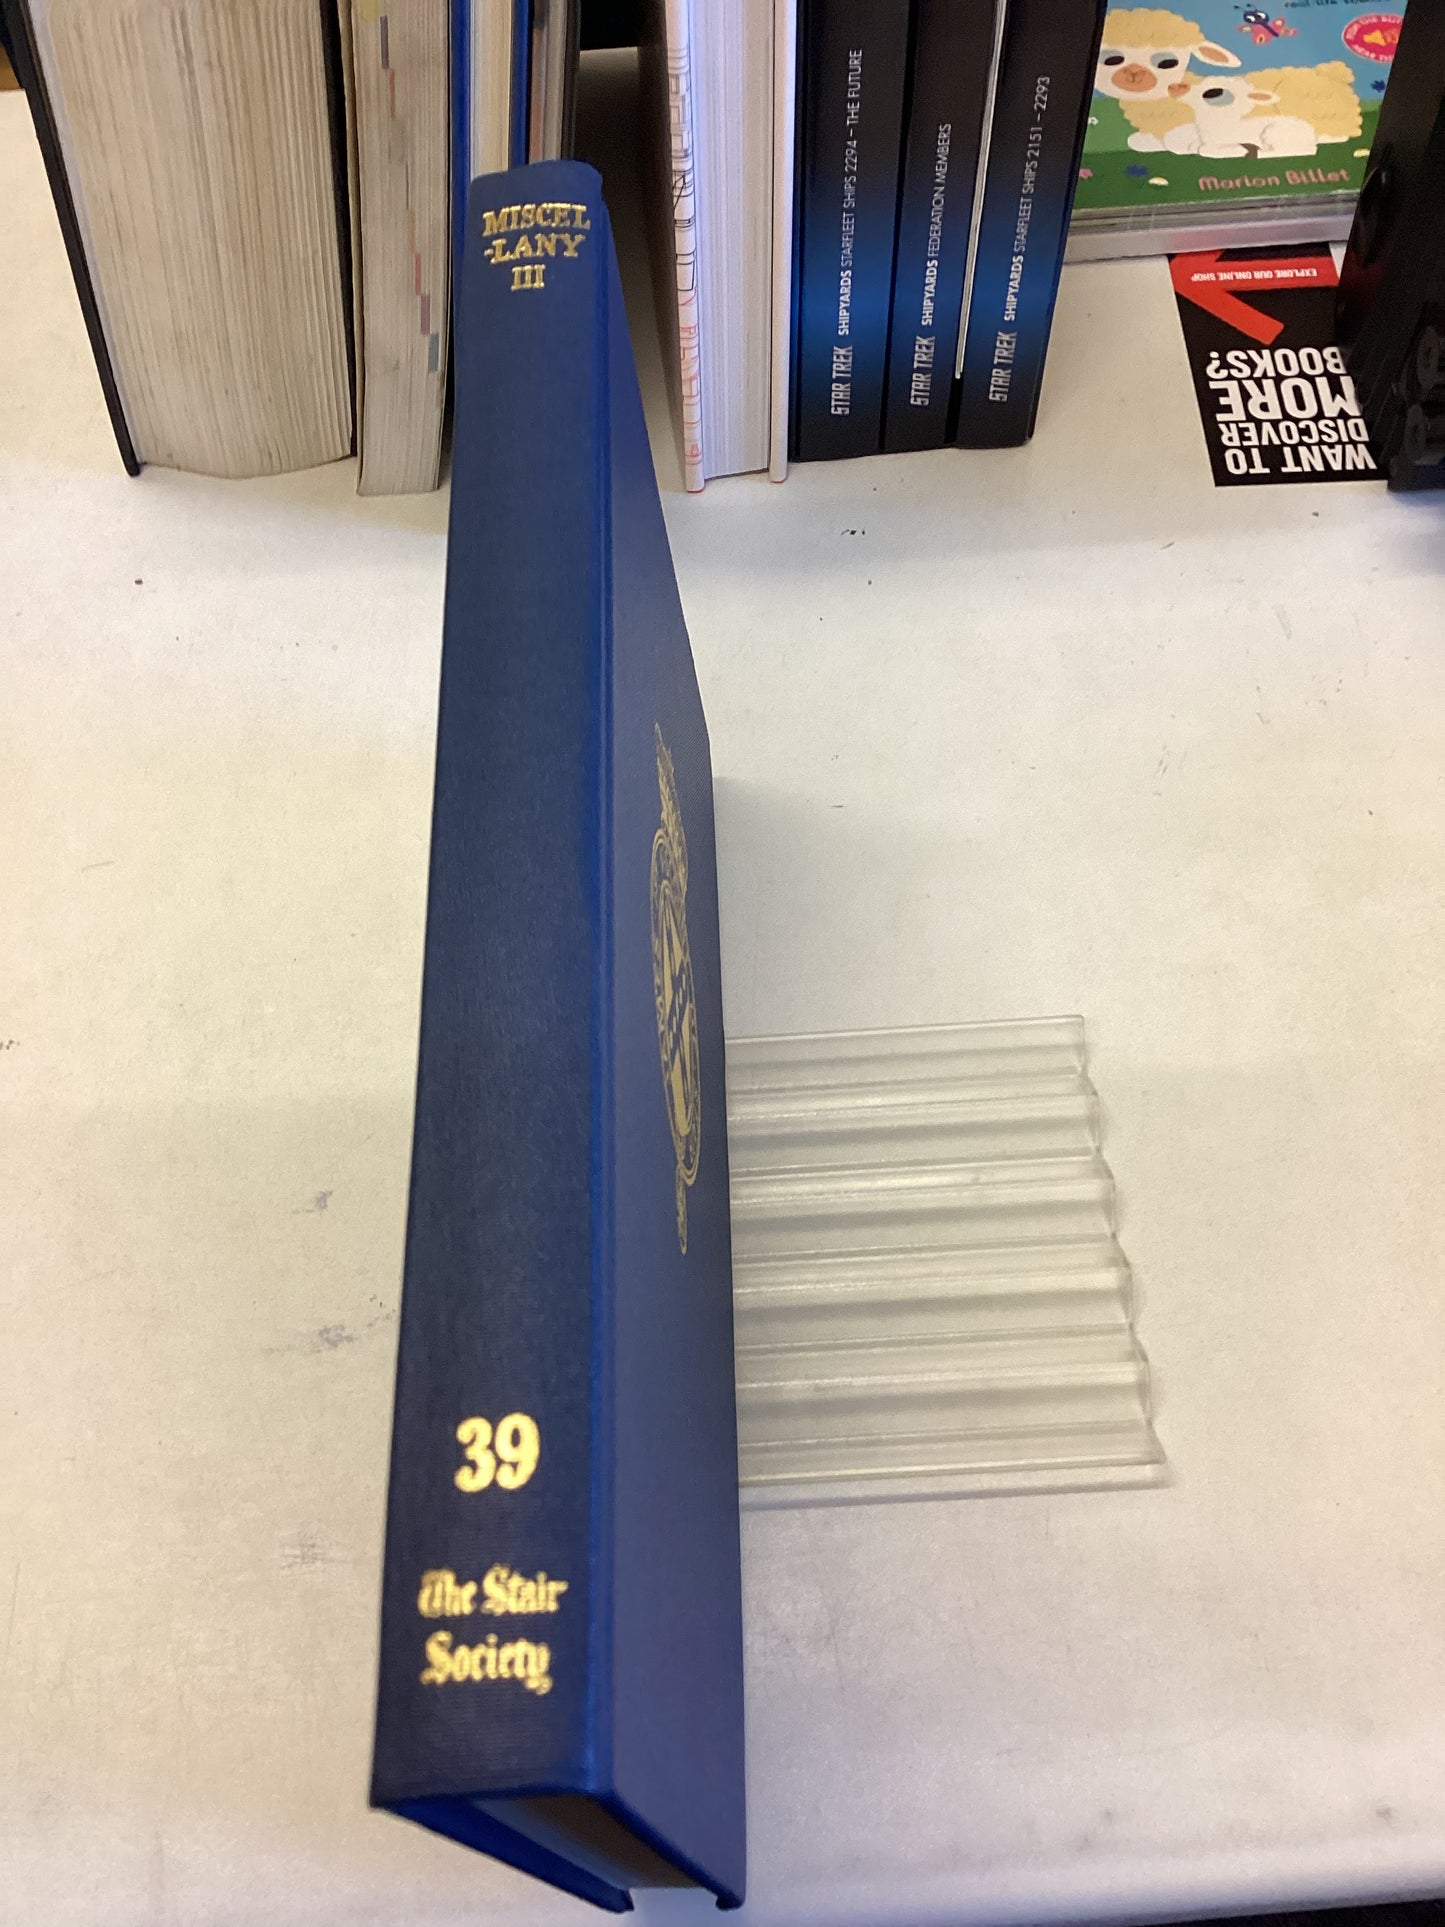 MISCEL
-LANY
III
39
The Stair
Society
STAR TREK SHIPYARDS STARFLEET SHIPS 2294 – THE FUTURE
STAR TREK SHIPYARDS FEDERATION MEMBERS
STAR TREK SHIPYARDS STARFLEET SHIPS 2151 – 2293
Marion Billet
WANT TO
DISCOVER
MORE
BOOKS?
EXPLORE OUR ONLINE SHOP